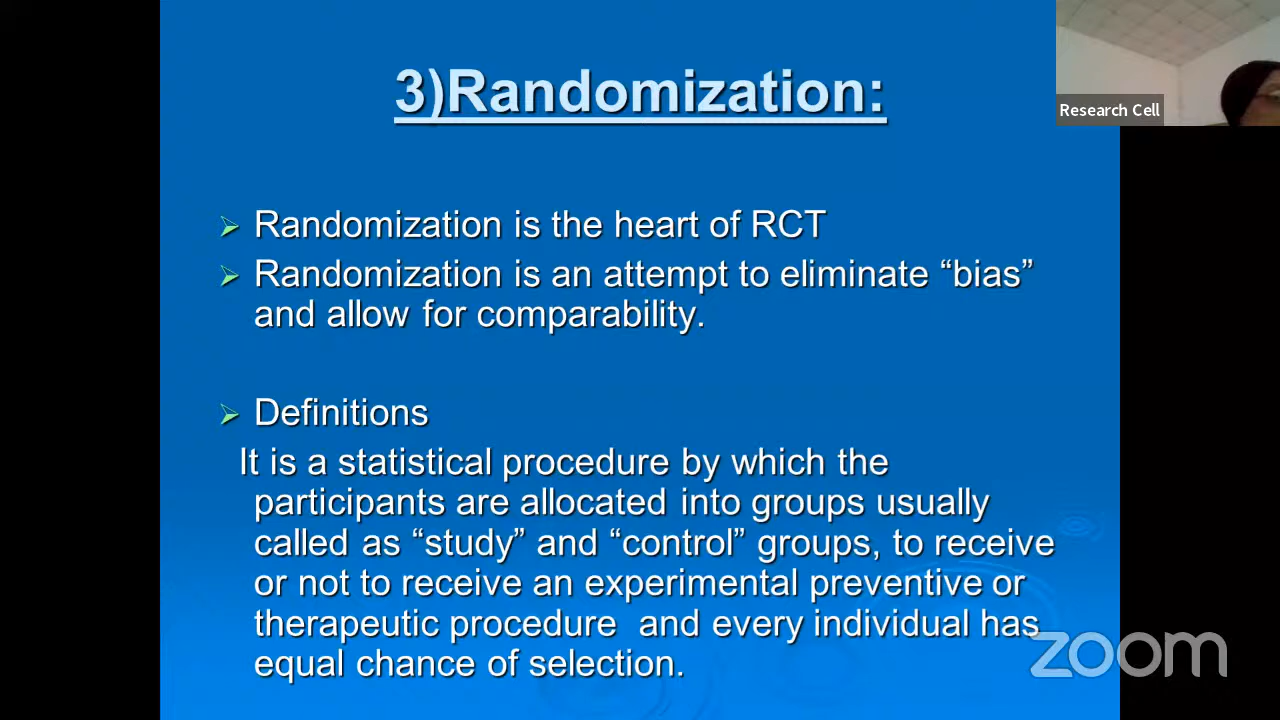 3)Randomization:
Research Cell
Randomization is the heart of RCT
Randomization is an attempt to eliminate “bias”
and allow for comparability.
Definitions
It is a statistical procedure by which the
participants are allocated into groups usually
called as “study” and “control” groups, to receive
or not to receive an experimental preventive or
therapeutic procedure and every individual has
equal chance of selection.
zoom